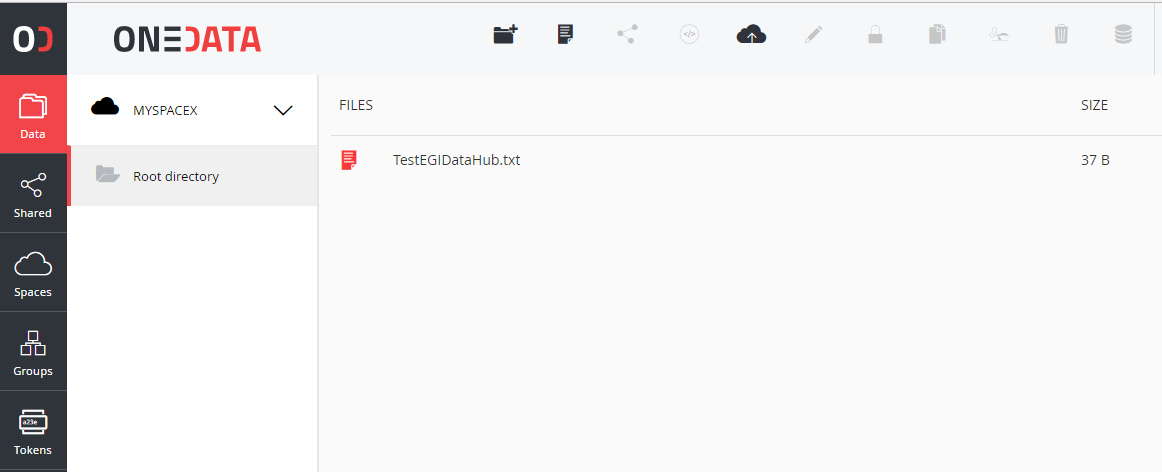 OD
ONEDATA
Data
Shared
Spaces
Groups
a23e
Tokens
MYSPACEX
Root directory
FILES SIZE
TestEGIDataHub.txt 37 B